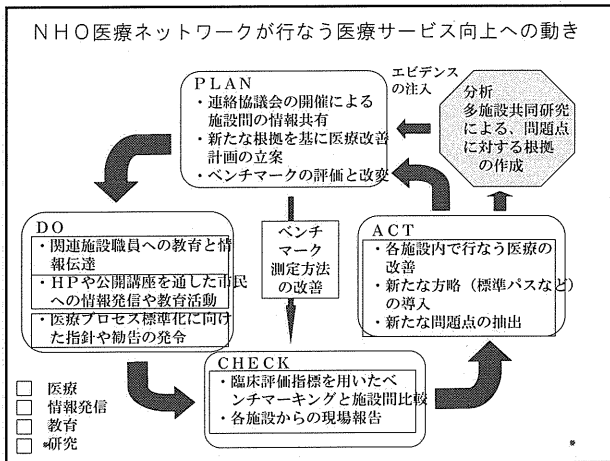 NHO医療ネットワークが行なう医療サービス向上への動き
PLAN
・連絡協議会の開催による
施設間の情報共有
・新たな根拠を基に医療改善
計画の立案
・ベンチマークの評価と改変
エビデンス
の注入
分析
多施設共同研究
による、問題点
に対する根拠
の作成
DO
・関連施設職員への教育と情
報伝達
・HPや公開講座を通した市民
への情報発信や教育活動
・医療プロセス標準化に向け
た指針や勧告の発令
ベンチ
マーク
測定方法
の改善
ACT
・各施設内で行なう医療の
改善
・新たな方略（標準パスなど）
の導入
・新たな問題点の抽出
CHECK
・臨床評価指標を用いたベ
ンチマーキングと施設間比較
・各施設からの現場報告
医療
情報発信
教育
*研究
*